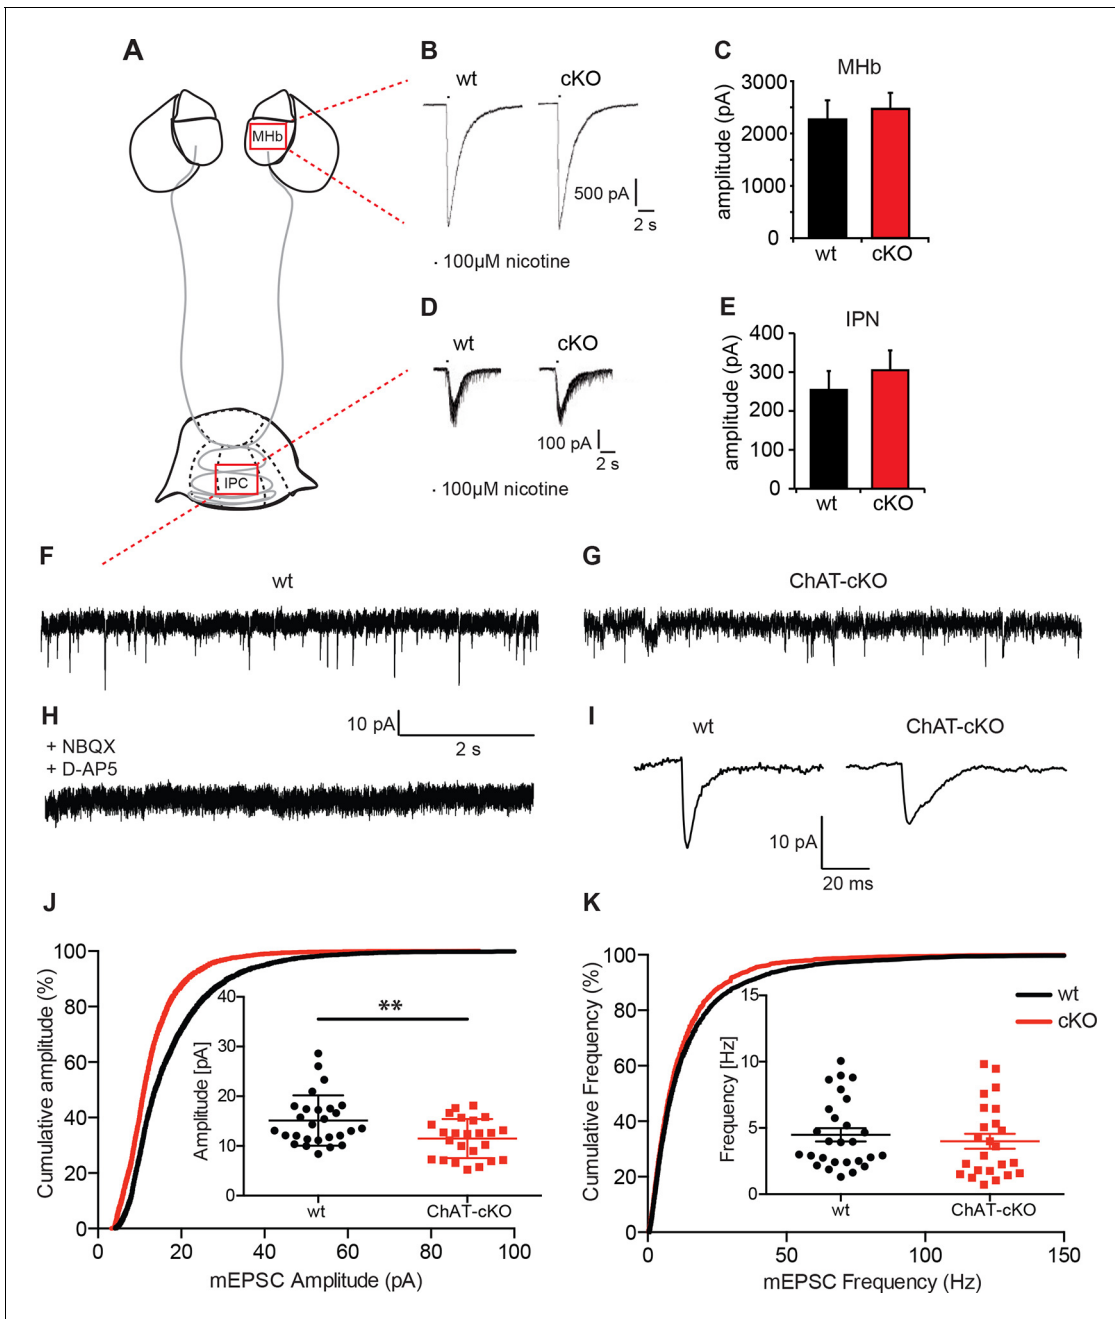 A
MHb
IPC
B
wt
cKO
500 pA
2 s
· 100µM nicotine
C
MHb
amplitude (pA)
3000
2000
1000
0
wt
cKO
D
wt
cKO
100 pA
2 s
· 100µM nicotine
E
IPN
amplitude (pA)
400
300
200
100
0
wt
cKO
F
wt
G
ChAT-cKO
H
+ NBQX
+ D-AP5
10 pA
2 s
I
wt
ChAT-cKO
10 pA
20 ms
J
Cumulative amplitude (%)
100
80
60
40
20
0
0 20 40 60 80 100
mEPSC Amplitude (pA)
Amplitude [pA]
40
30
20
10
0
**
wt
ChAT-cKO
K
Cumulative Frequency (%)
100
80
60
40
20
0
0 50 100 150
mEPSC Frequency (Hz)
Frequency [Hz]
15
10
5
0
wt
ChAT-cKO
wt
cKO